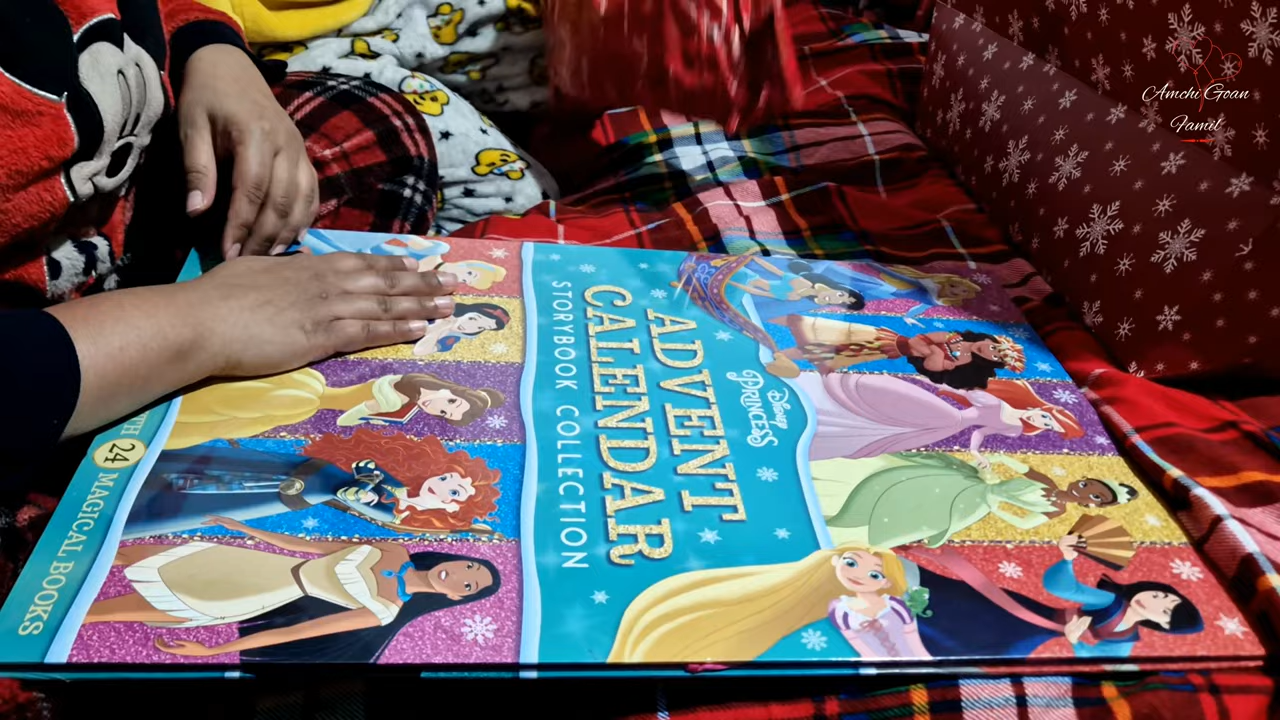 Amchi Goan
Famil
Disney
PRINCESS
ADVENT
CALENDAR
STORYBOOK COLLECTION
24 MAGICAL BOOKS